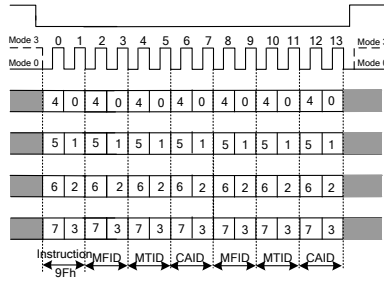 0 1 2 3 4 5 6 7 8 9 10 11 12 13
Mode 3 Mode 3
Mode 0 Mode 0
4 0 4 0 4 0 4 0 4 0 4 0 4 0
5 1 5 1 5 1 5 1 5 1 5 1 5 1
6 2 6 2 6 2 6 2 6 2 6 2 6 2
7 3 7 3 7 3 7 3 7 3 7 3 7 3
Instruction MFID MTID CAID MFID MTID CAID
9Fh